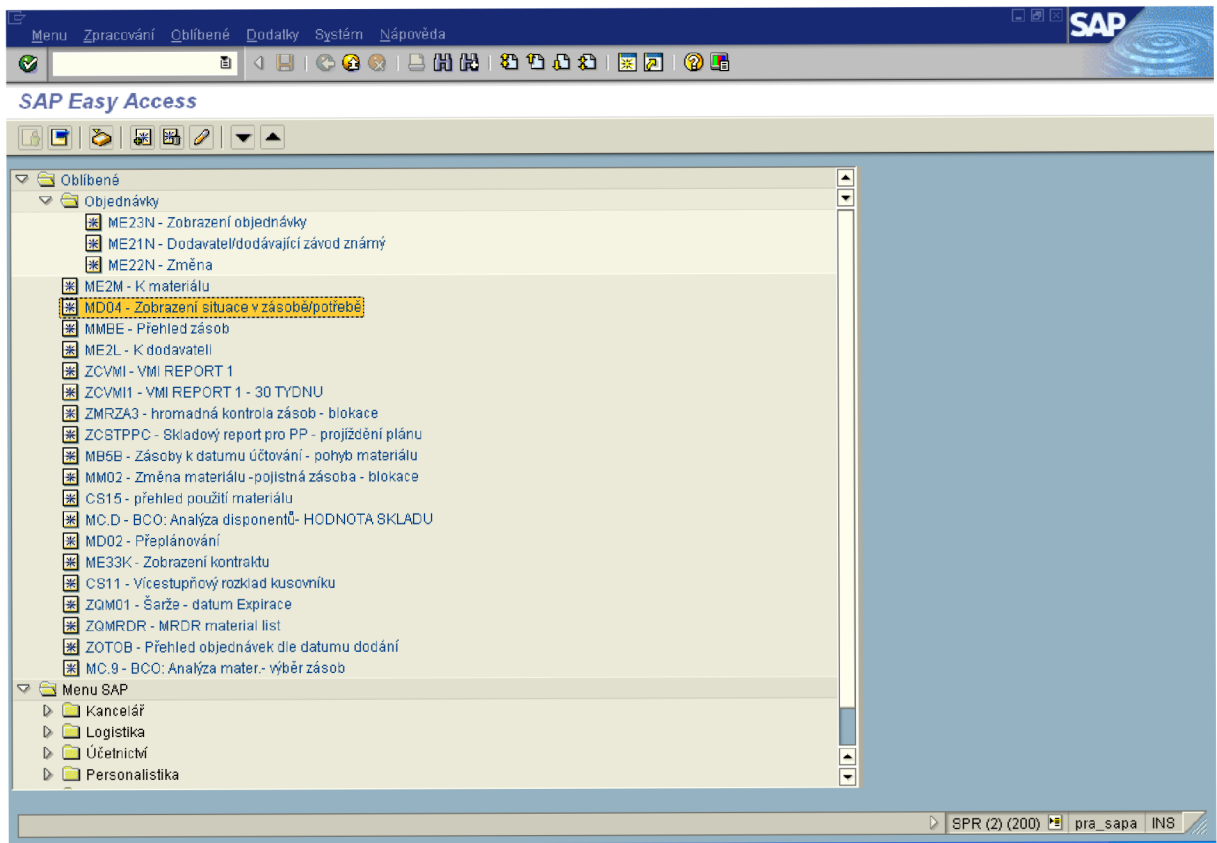 Menu Zpracování Oblíbené Dodatky Systém Nápověda
SAP
SAP Easy Access
Oblíbené
Objednávky
ME23N - Zobrazení objednávky
ME21N - Dodavatel/dodávající závod známý
ME22N - Změna
ME2M - K materiálu
MD04 - Zobrazení situace v zásobě/potřebě
MMBE - Přehled zásob
ME2L - K dodavateli
ZCVMI - VMI REPORT 1
ZCVMI1 - VMI REPORT 1 - 30 TYDNU
ZMRZA3 - hromadná kontrola zásob - blokace
ZCSTPPC - Skladový report pro PP - projíždění plánu
MB5B - Zásoby k datumu účtování - pohyb materiálu
MM02 - Změna materiálu -pojistná zásoba - blokace
CS15 - přehled použití materiálu
MC.D - BCO: Analýza disponentů- HODNOTA SKLADU
MD02 - Přeplánování
ME33K - Zobrazení kontraktu
CS11 - Vícestupňový rozklad kusovníku
ZQM01 - Šarže - datum Expirace
ZQMRDR - MRDR material list
ZOTOB - Přehled objednávek dle datumu dodání
MC.9 - BCO: Analýza mater.- výběr zásob
Menu SAP
Kancelář
Logistika
Účetnictví
Personalistika
SPR (2) (200) pra_sapa INS